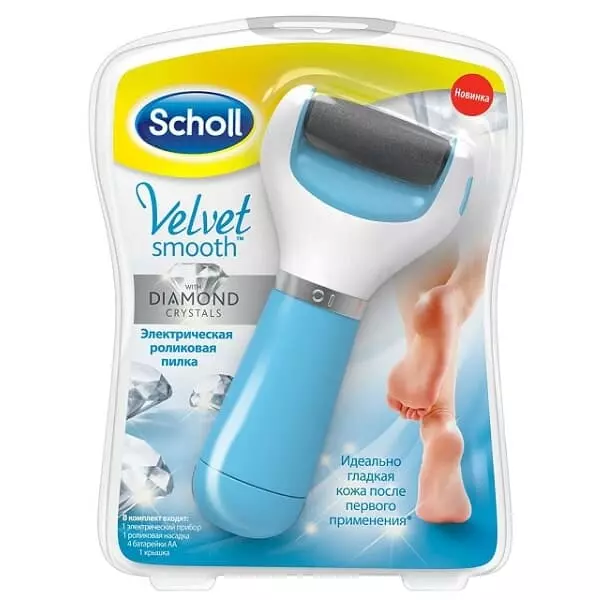 Scholl
Новинка
Velvet
smooth™
WITH
DIAMOND
CRYSTALS
Электрическая
роликовая
пилка
Идеально
гладкая
кожа после
первого
применения*
В комплект входит:
1 электрический прибор
1 роликовая насадка
4 батарейки АА
1 крышка